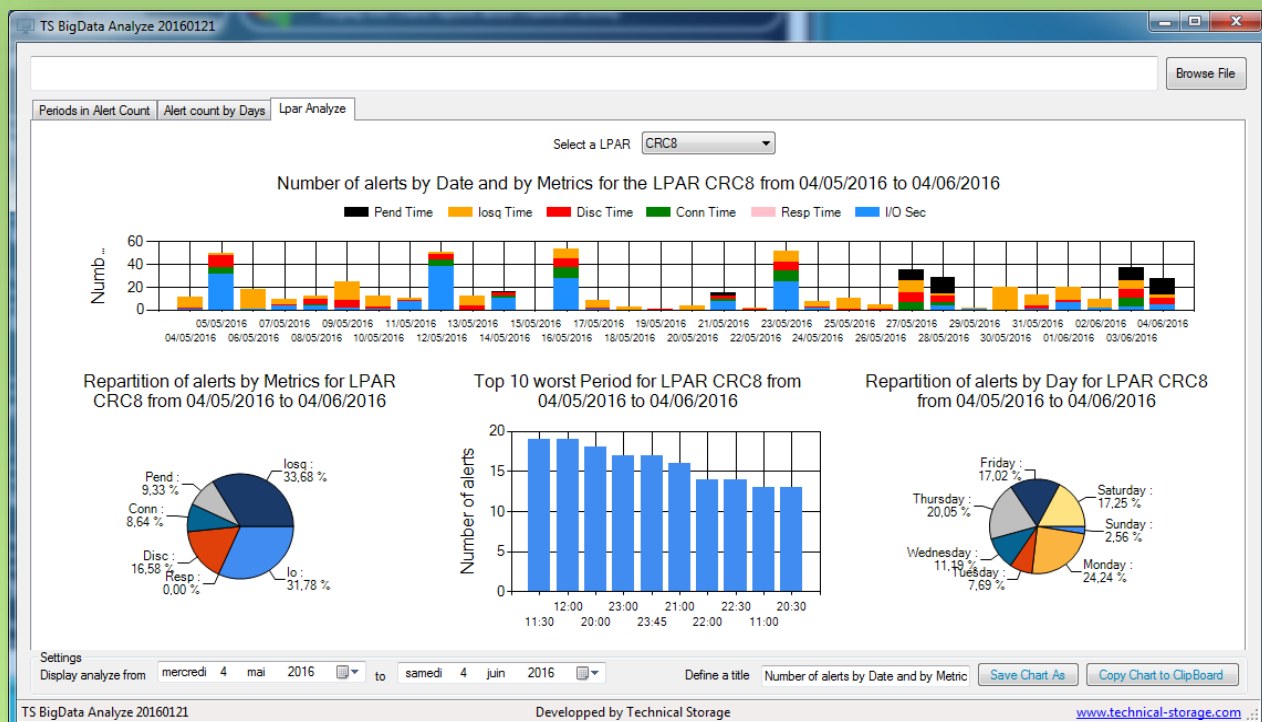 TS BigData Analyze 20160121
Browse File
Periods in Alert Count Alert count by Days Lpar Analyze
Select a LPAR CRC8
Number of alerts by Date and by Metrics for the LPAR CRC8 from 04/05/2016 to 04/06/2016
Pend Time Iosq Time Disc Time Conn Time Resp Time I/O Sec
Numb...
60
40
20
0
05/05/2016 07/05/2016 09/05/2016 11/05/2016 13/05/2016 15/05/2016 17/05/2016 19/05/2016 21/05/2016 23/05/2016 25/05/2016 27/05/2016 29/05/2016 31/05/2016 02/06/2016 04/06/2016
04/05/2016 06/05/2016 08/05/2016 10/05/2016 12/05/2016 14/05/2016 16/05/2016 18/05/2016 20/05/2016 22/05/2016 24/05/2016 26/05/2016 28/05/2016 30/05/2016 01/06/2016 03/06/2016
Repartition of alerts by Metrics for LPAR
CRC8 from 04/05/2016 to 04/06/2016
Iosq :
33,68 %
Pend :
9,33 %
Conn :
8,64 %
Disc :
16,58 %
Resp :
0,00 %
Io :
31,78 %
Top 10 worst Period for LPAR CRC8 from
04/05/2016 to 04/06/2016
Number of alerts
20
15
10
5
0
12:00 23:00 21:00 22:30 20:30
11:30 20:00 23:45 22:00 11:00
Repartition of alerts by Day for LPAR CRC8
from 04/05/2016 to 04/06/2016
Friday :
17,02 %
Saturday :
17,25 %
Thursday :
20,05 %
Sunday :
2,56 %
Wednesday :
11,19 %
Tuesday :
7,69 %
Monday :
24,24 %
Settings
Display analyze from mercredi 4 mai 2016 to samedi 4 juin 2016 Define a title Number of alerts by Date and by Metric Save Chart As Copy Chart to ClipBoard
TS BigData Analyze 20160121 Developped by Technical Storage www.technical-storage.com